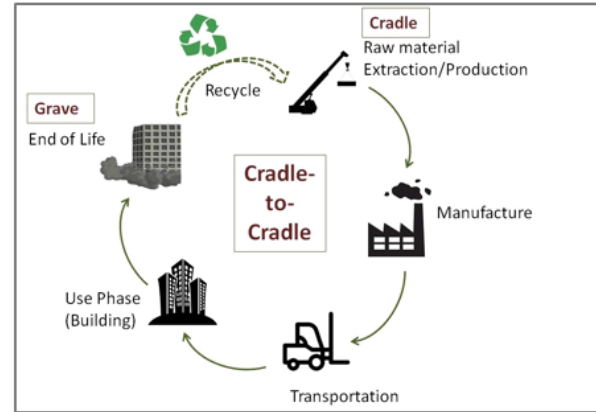 Cradle
Raw material
Extraction/Production
Recycle
Grave
End of Life
Cradle-
to-
Cradle
Manufacture
Use Phase
(Building)
Transportation